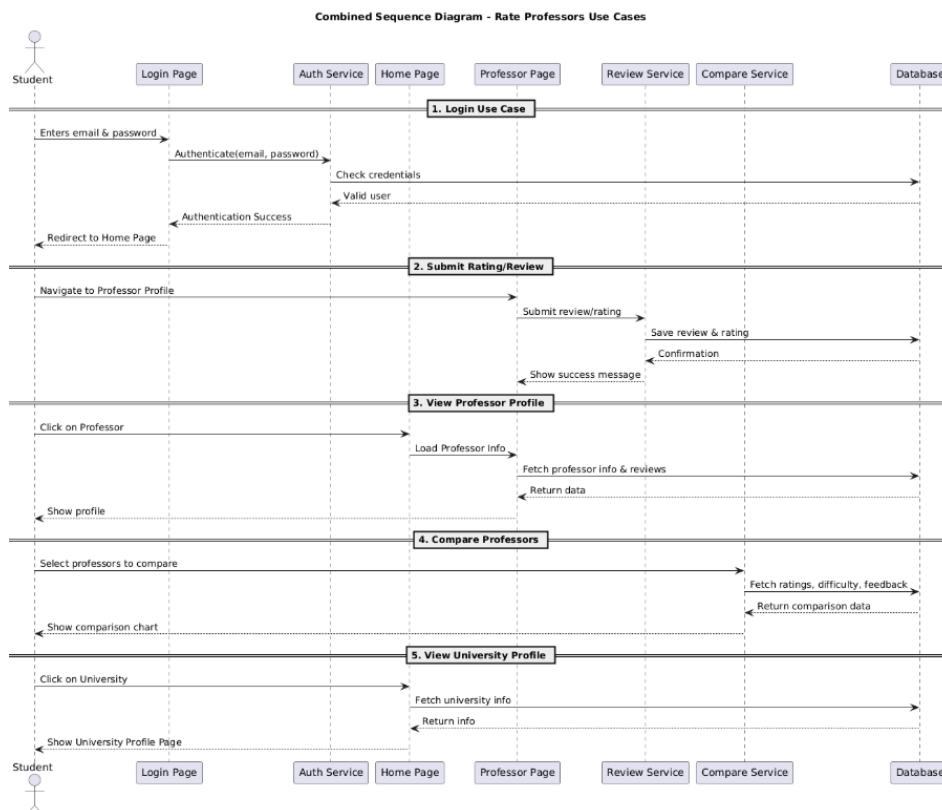 Combined Sequence Diagram - Rate Professors Use Cases
Student
Login Page
Auth Service
Home Page
Professor Page
Review Service
Compare Service
Database
1. Login Use Case
Enters email & password
Authenticate(email, password)
Check credentials
Valid user
Authentication Success
Redirect to Home Page
2. Submit Rating/Review
Navigate to Professor Profile
Submit review/rating
Save review & rating
Confirmation
Show success message
3. View Professor Profile
Click on Professor
Load Professor Info
Fetch professor info & reviews
Return data
Show profile
4. Compare Professors
Select professors to compare
Fetch ratings, difficulty, feedback
Return comparison data
Show comparison chart
5. View University Profile
Click on University
Fetch university info
Return info
Show University Profile Page
Student
Login Page
Auth Service
Home Page
Professor Page
Review Service
Compare Service
Database